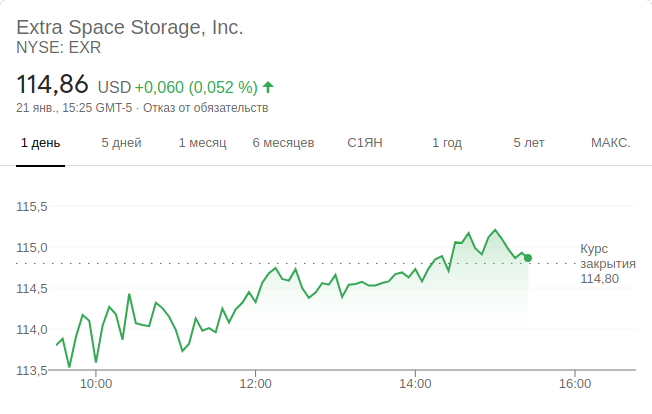 Extra Space Storage, Inc.
NYSE: EXR
114,86 USD +0,060 (0,052 %)
21 янв., 15:25 GMT-5 · Отказ от обязательств
1 день 5 дней 1 месяц 6 месяцев С1ЯН 1 год 5 лет МАКС.
115,5
115,0
114,5
114,0
113,5
Курс
закрытия
114,80
10:00 12:00 14:00 16:00